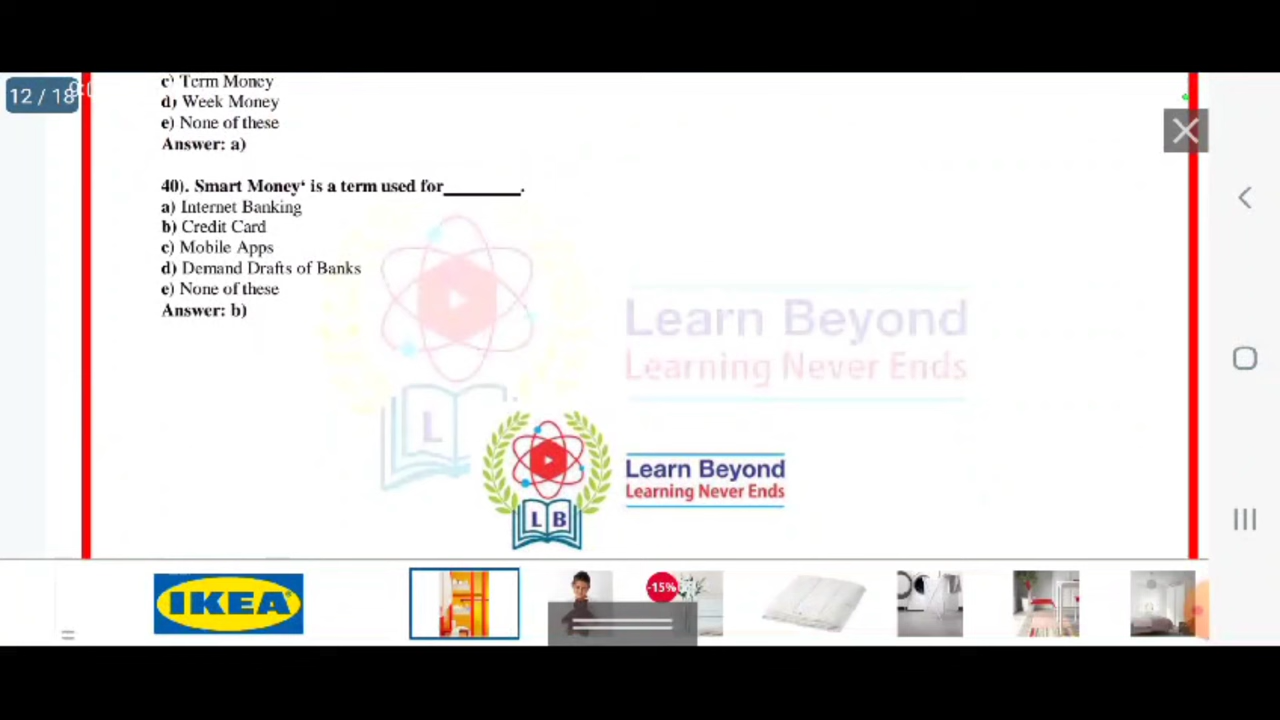 12 / 18
c) Term Money
d) Week Money
e) None of these
Answer: a)
40). Smart Money‘ is a term used for________.
a) Internet Banking
b) Credit Card
c) Mobile Apps
d) Demand Drafts of Banks
e) None of these
Answer: b)
Learn Beyond
Learning Never Ends
L
L B
Learn Beyond
Learning Never Ends
IKEA
-15%